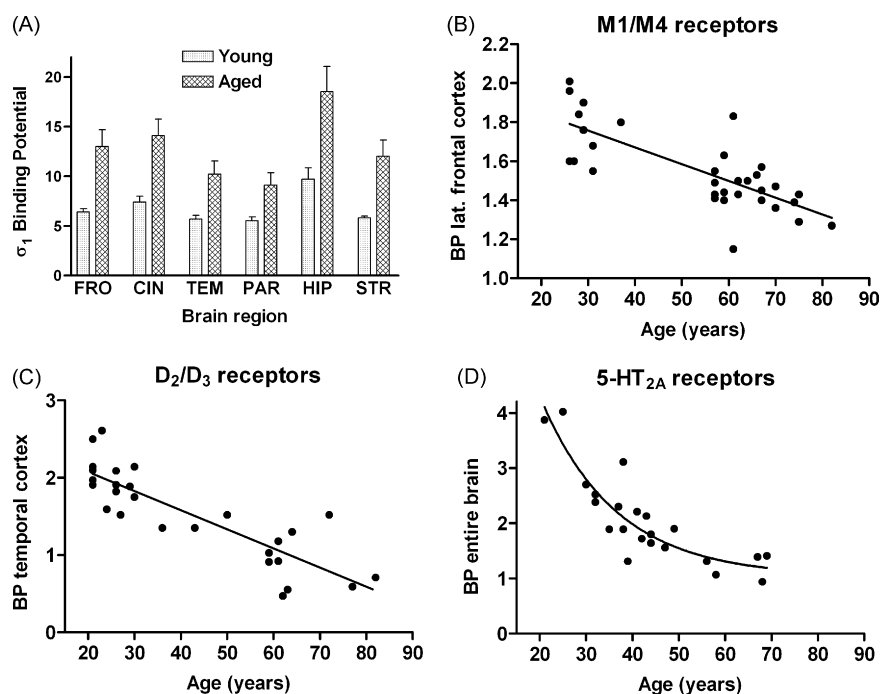 (A)
Young
Aged
σ1 Binding Potential
20
15
10
5
0
FRO CIN TEM PAR HIP STR
Brain region
(B)
M1/M4 receptors
BP lat. frontal cortex
2.2
2.0
1.8
1.6
1.4
1.2
1.0
20 30 40 50 60 70 80 90
Age (years)
(C)
D2/D3 receptors
BP temporal cortex
3
2
1
0
20 30 40 50 60 70 80 90
Age (years)
(D)
5-HT2A receptors
BP entire brain
4
3
2
1
0
20 30 40 50 60 70 80 90
Age (years)